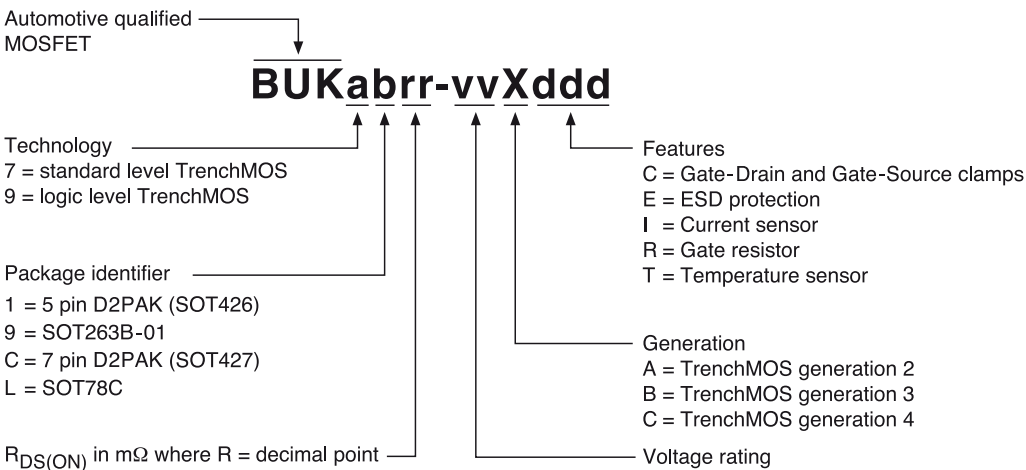 Automotive qualified
MOSFET
BUKabrr-vvXddd
Technology
7 = standard level TrenchMOS
9 = logic level TrenchMOS
Package identifier
1 = 5 pin D2PAK (SOT426)
9 = SOT263B-01
C = 7 pin D2PAK (SOT427)
L = SOT78C
RDS(ON) in mΩ where R = decimal point
Features
C = Gate-Drain and Gate-Source clamps
E = ESD protection
I = Current sensor
R = Gate resistor
T = Temperature sensor
Generation
A = TrenchMOS generation 2
B = TrenchMOS generation 3
C = TrenchMOS generation 4
Voltage rating